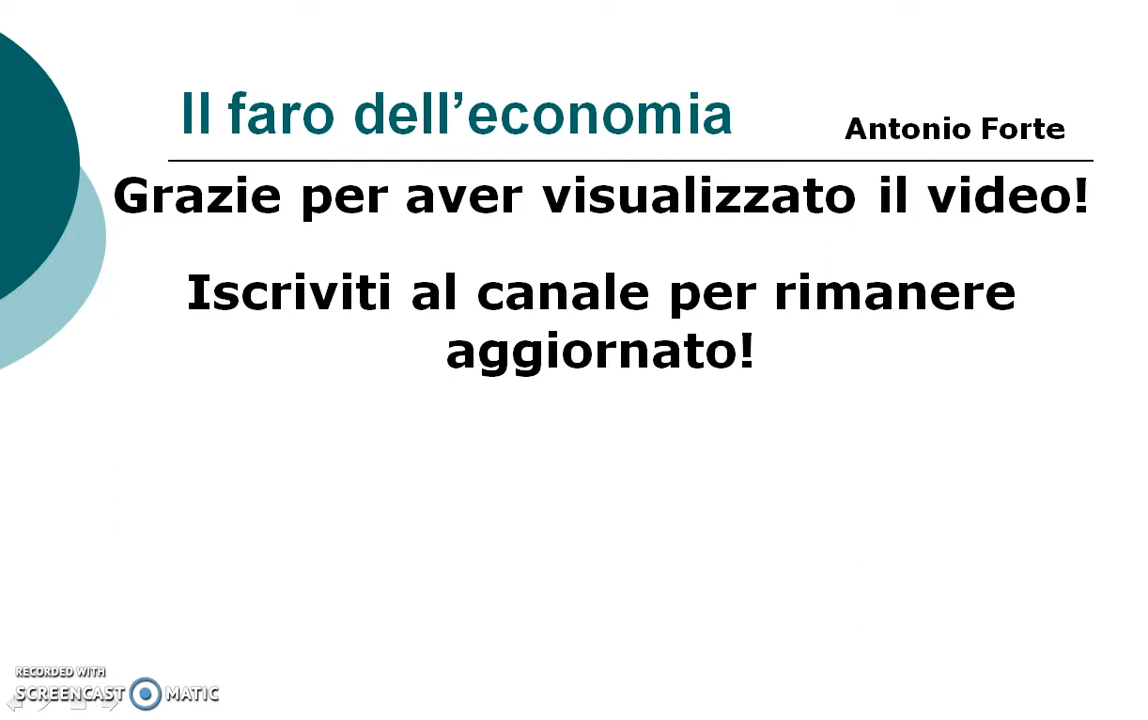 Il faro dell’economia
Antonio Forte
Grazie per aver visualizzato il video!
Iscriviti al canale per rimanere
aggiornato!
RECORDED WITH
SCREENCAST MATIC